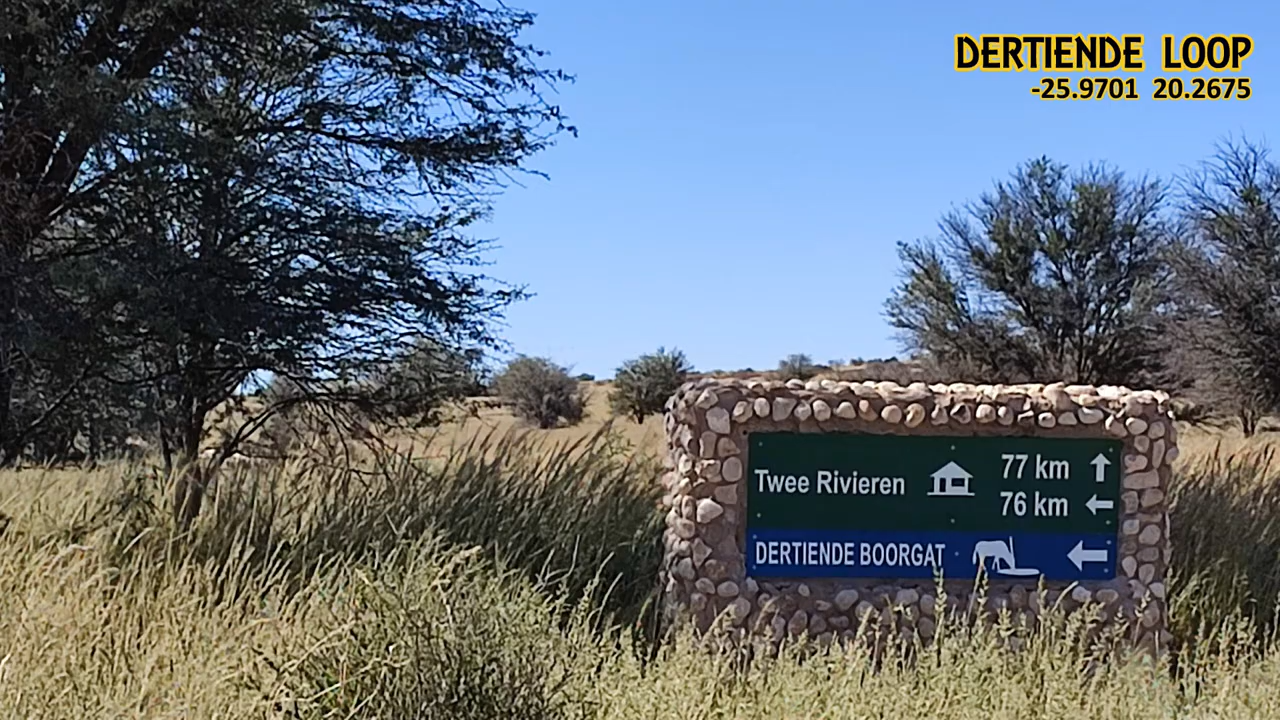 DERTIENDE LOOP
-25.9701 20.2675
Twee Rivieren 77 km
76 km
DERTIENDE BOORGAT